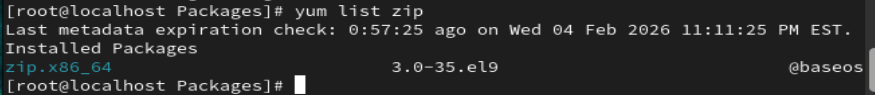 [root@localhost Packages]# yum list zip
Last metadata expiration check: 0:57:25 ago on Wed 04 Feb 2026 11:11:25 PM EST.
Installed Packages
zip.x86_64 3.0-35.el9 @baseos
[root@localhost Packages]#